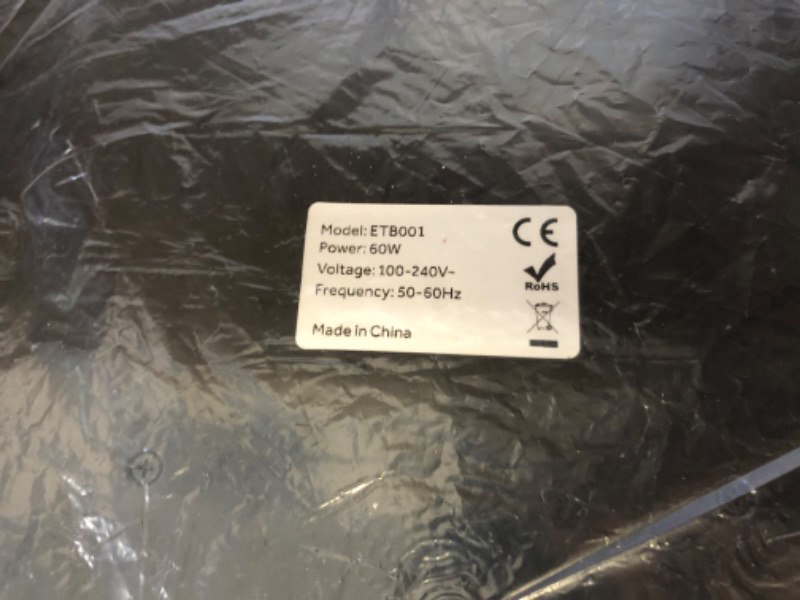 Model: ETB001
Power: 60W
Voltage: 100-240V~
Frequency: 50-60Hz
Made in China
CE
RoHS